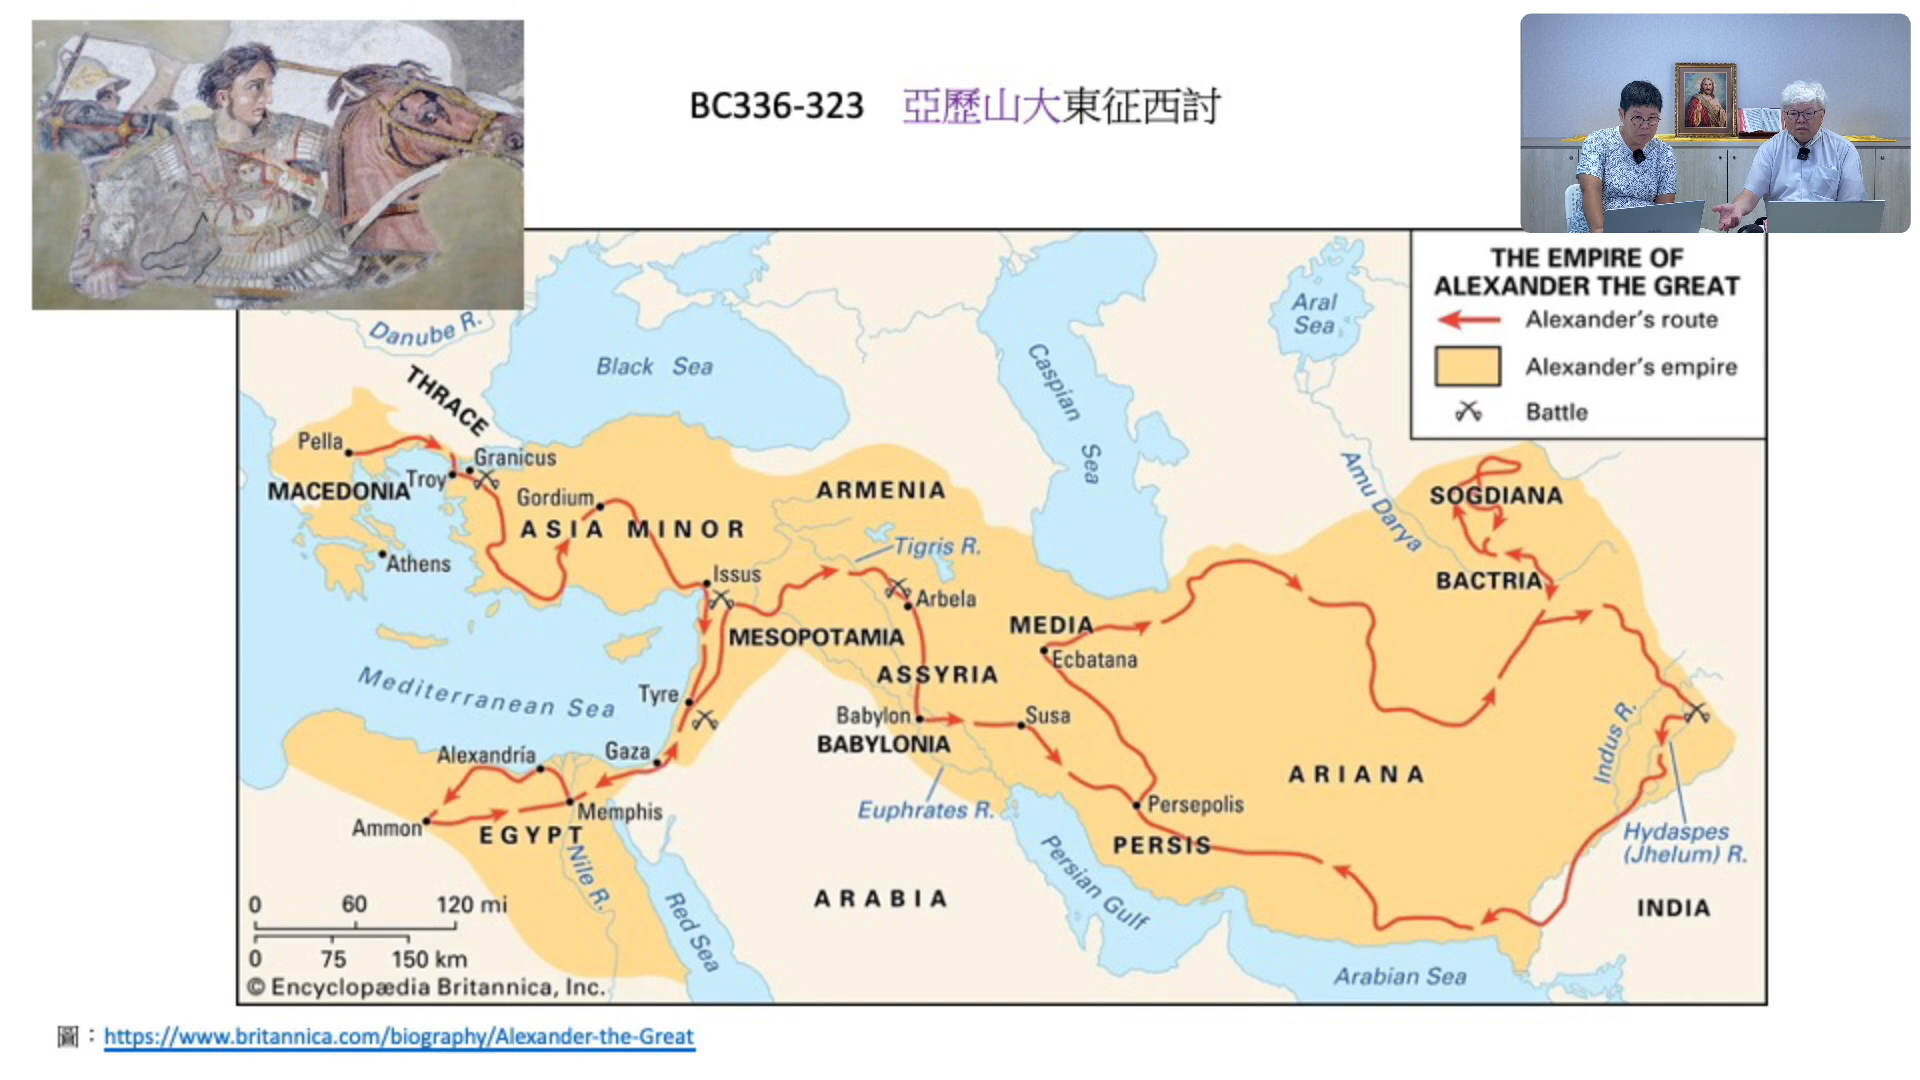 BC336-323 亞歷山大東征西討
THE EMPIRE OF
ALEXANDER THE GREAT
Alexander's route
Alexander's empire
Battle
Danube R.
Black Sea
Caspian Sea
Aral
Sea
THRACE
Pella
Granicus
Troy
MACEDONIA
Gordium
ASIA MINOR
ARMENIA
Amu Darya
SOGDIANA
Athens
Tigris R.
Issus
Arbela
BACTRIA
MESOPOTAMIA
MEDIA
Ecbatana
ASSYRIA
Mediterranean Sea
Tyre
Babylon
Susa
BABYLONIA
Alexandria
Gaza
Indus R.
ARIANA
Euphrates R.
Persepolis
Memphis
Ammon
EGYPT
PERSIS
Hydaspes
(Jhelum) R.
Nile R.
Persian Gulf
Red Sea
ARABIA
INDIA
Arabian Sea
0 60 120 mi
0 75 150 km
© Encyclopædia Britannica, Inc.
圖：https://www.britannica.com/biography/Alexander-the-Great